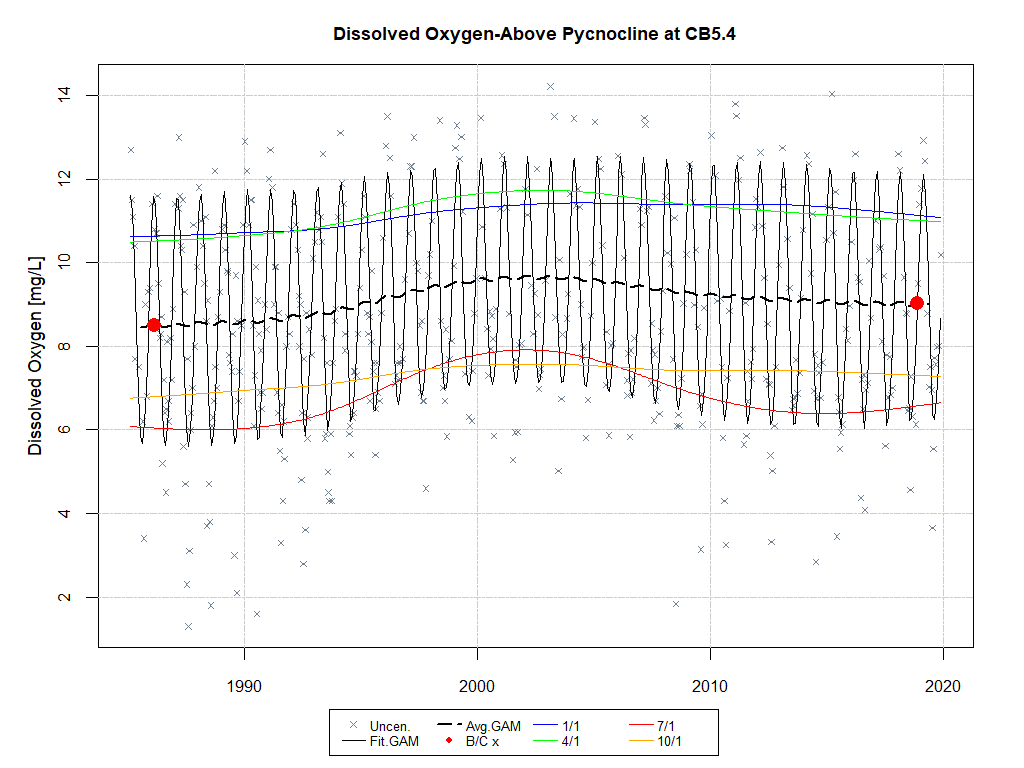 Dissolved Oxygen-Above Pycnocline at CB5.4
Dissolved Oxygen [mg/L]
14
12
10
8
6
4
2
1990 2000 2010 2020
Uncen. Avg.GAM 1/1 7/1
Fit.GAM B/C x 4/1 10/1